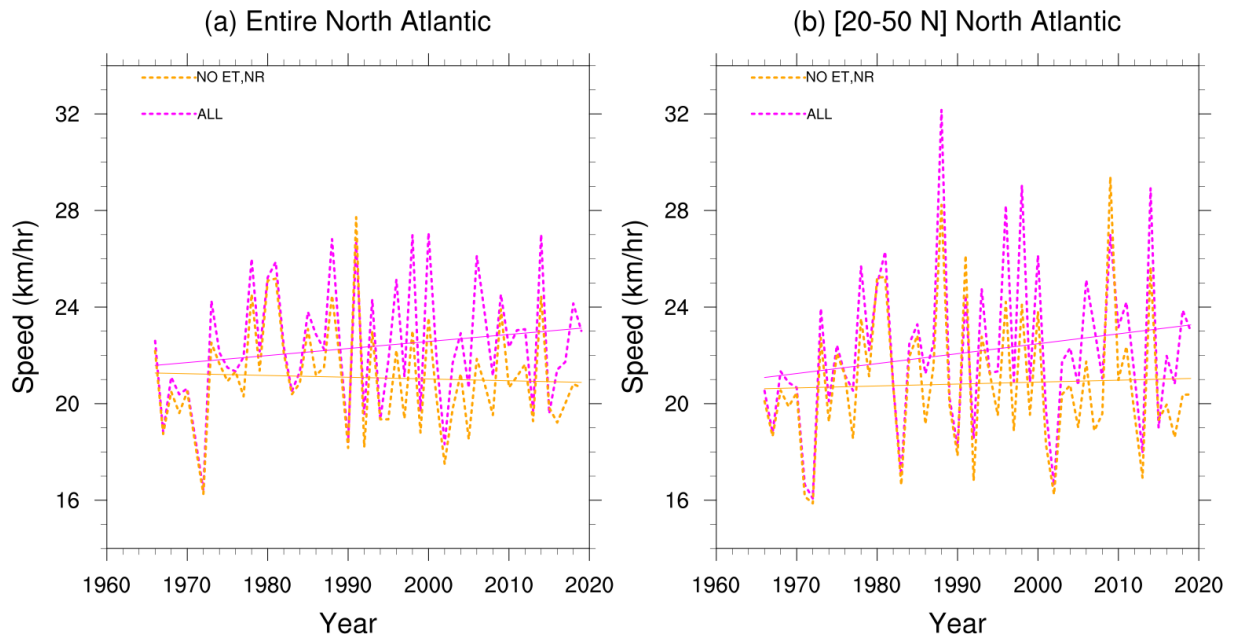 (a) Entire North Atlantic
(b) [20-50 N] North Atlantic
NO ET,NR
ALL
Speed (km/hr)
32
28
24
20
16
1960 1970 1980 1990 2000 2010 2020
Year
NO ET,NR
ALL
Speed (km/hr)
32
28
24
20
16
1960 1970 1980 1990 2000 2010 2020
Year